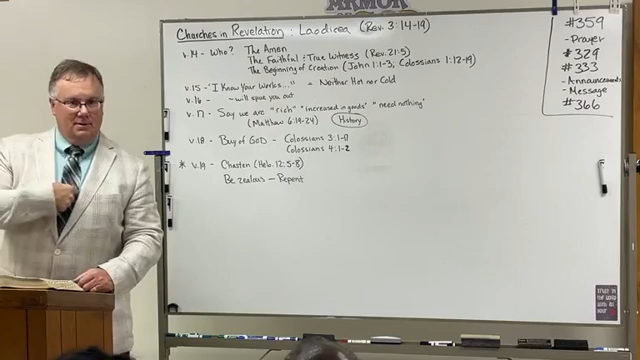 ARMOR
Churches in Revelation: Laodicea (Rev. 3:14-19)
v.14 - Who? The Amen
The Faithful & True Witness (Rev. 21:5)
The Beginning of Creation (John 1:1-3, Colossians 1:12-19)
v.15 - "I Know Your Works..." = Neither Hot nor Cold
v.16 - - will spue you out
v.17 - Say we are "rich" "increased in goods" "need nothing"
(Matthew 6:19-24) History
v.18 - Buy of GOD - Colossians 3:1-17
Colossians 4:1-2
* v.19 - Chasten (Heb. 12:5-8)
Be zealous - Repent
#359
- Prayer
#329
#333
- Announcements
- Message
#366
TRUST IN